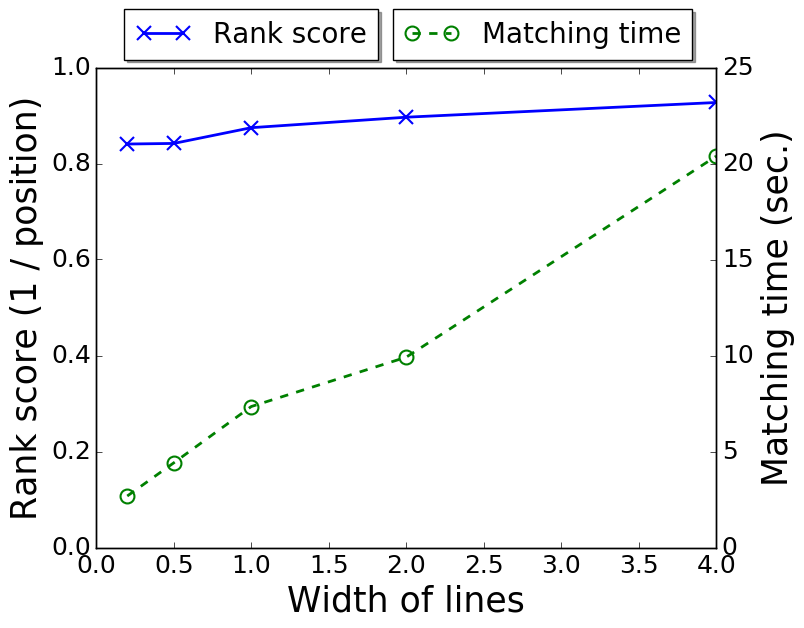 Rank score
Matching time
Rank score (1 / position)
1.0
0.8
0.6
0.4
0.2
0.0
25
20
15
10
5
0
Matching time (sec.)
0.0 0.5 1.0 1.5 2.0 2.5 3.0 3.5 4.0
Width of lines